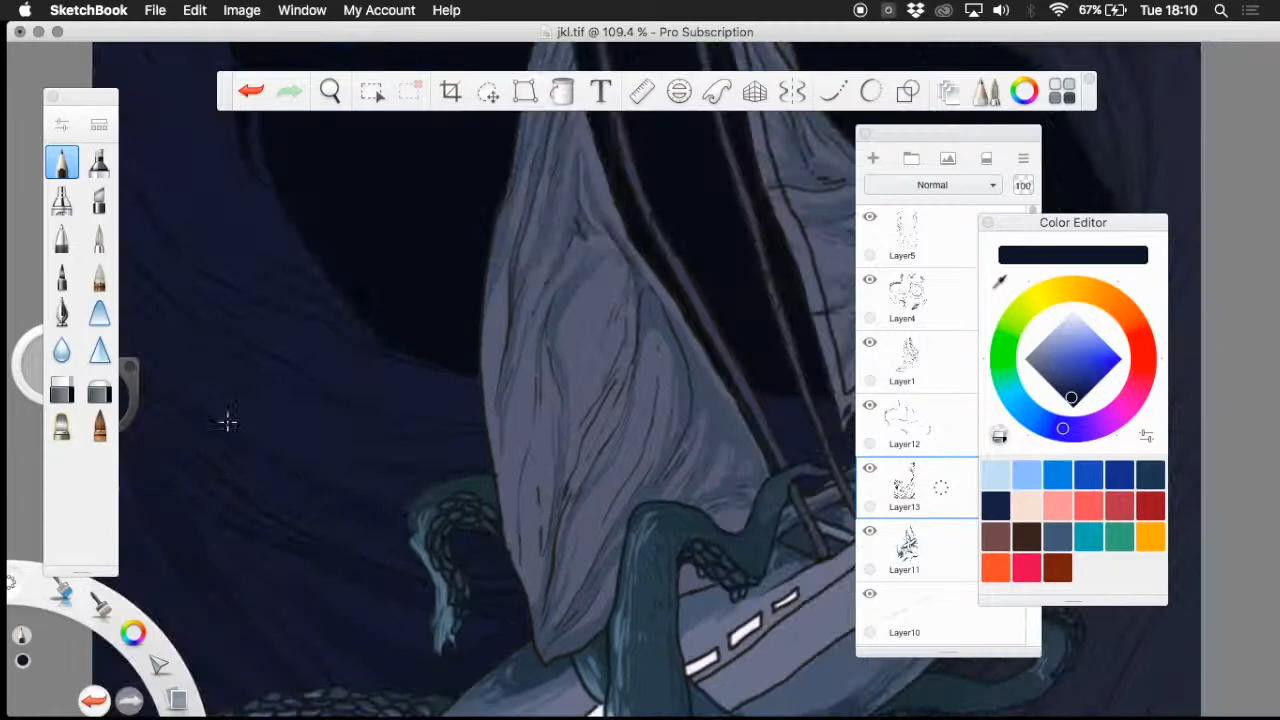 SketchBook File Edit Image Window My Account Help 67% Tue 18:10
jkl.tif @ 109.4 % - Pro Subscription
T
Normal 100
Color Editor
Layer5
Layer4
Layer1
Layer12
Layer13
Layer11
Layer10